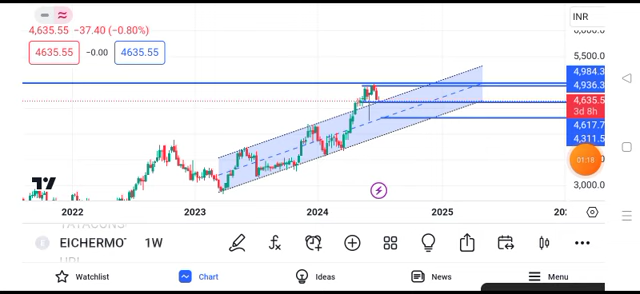 INR
4,635.55 −37.40 (−0.80%)
4635.55 −0.00 4635.55
5,500.0
4,984.3
4,936.3
4,635.5
3d 8h
4,617.7
4,311.5
01:18
3,000.0
2022 2023 2024 2025
EICHERMOT 1W
Watchlist Chart Ideas News Menu